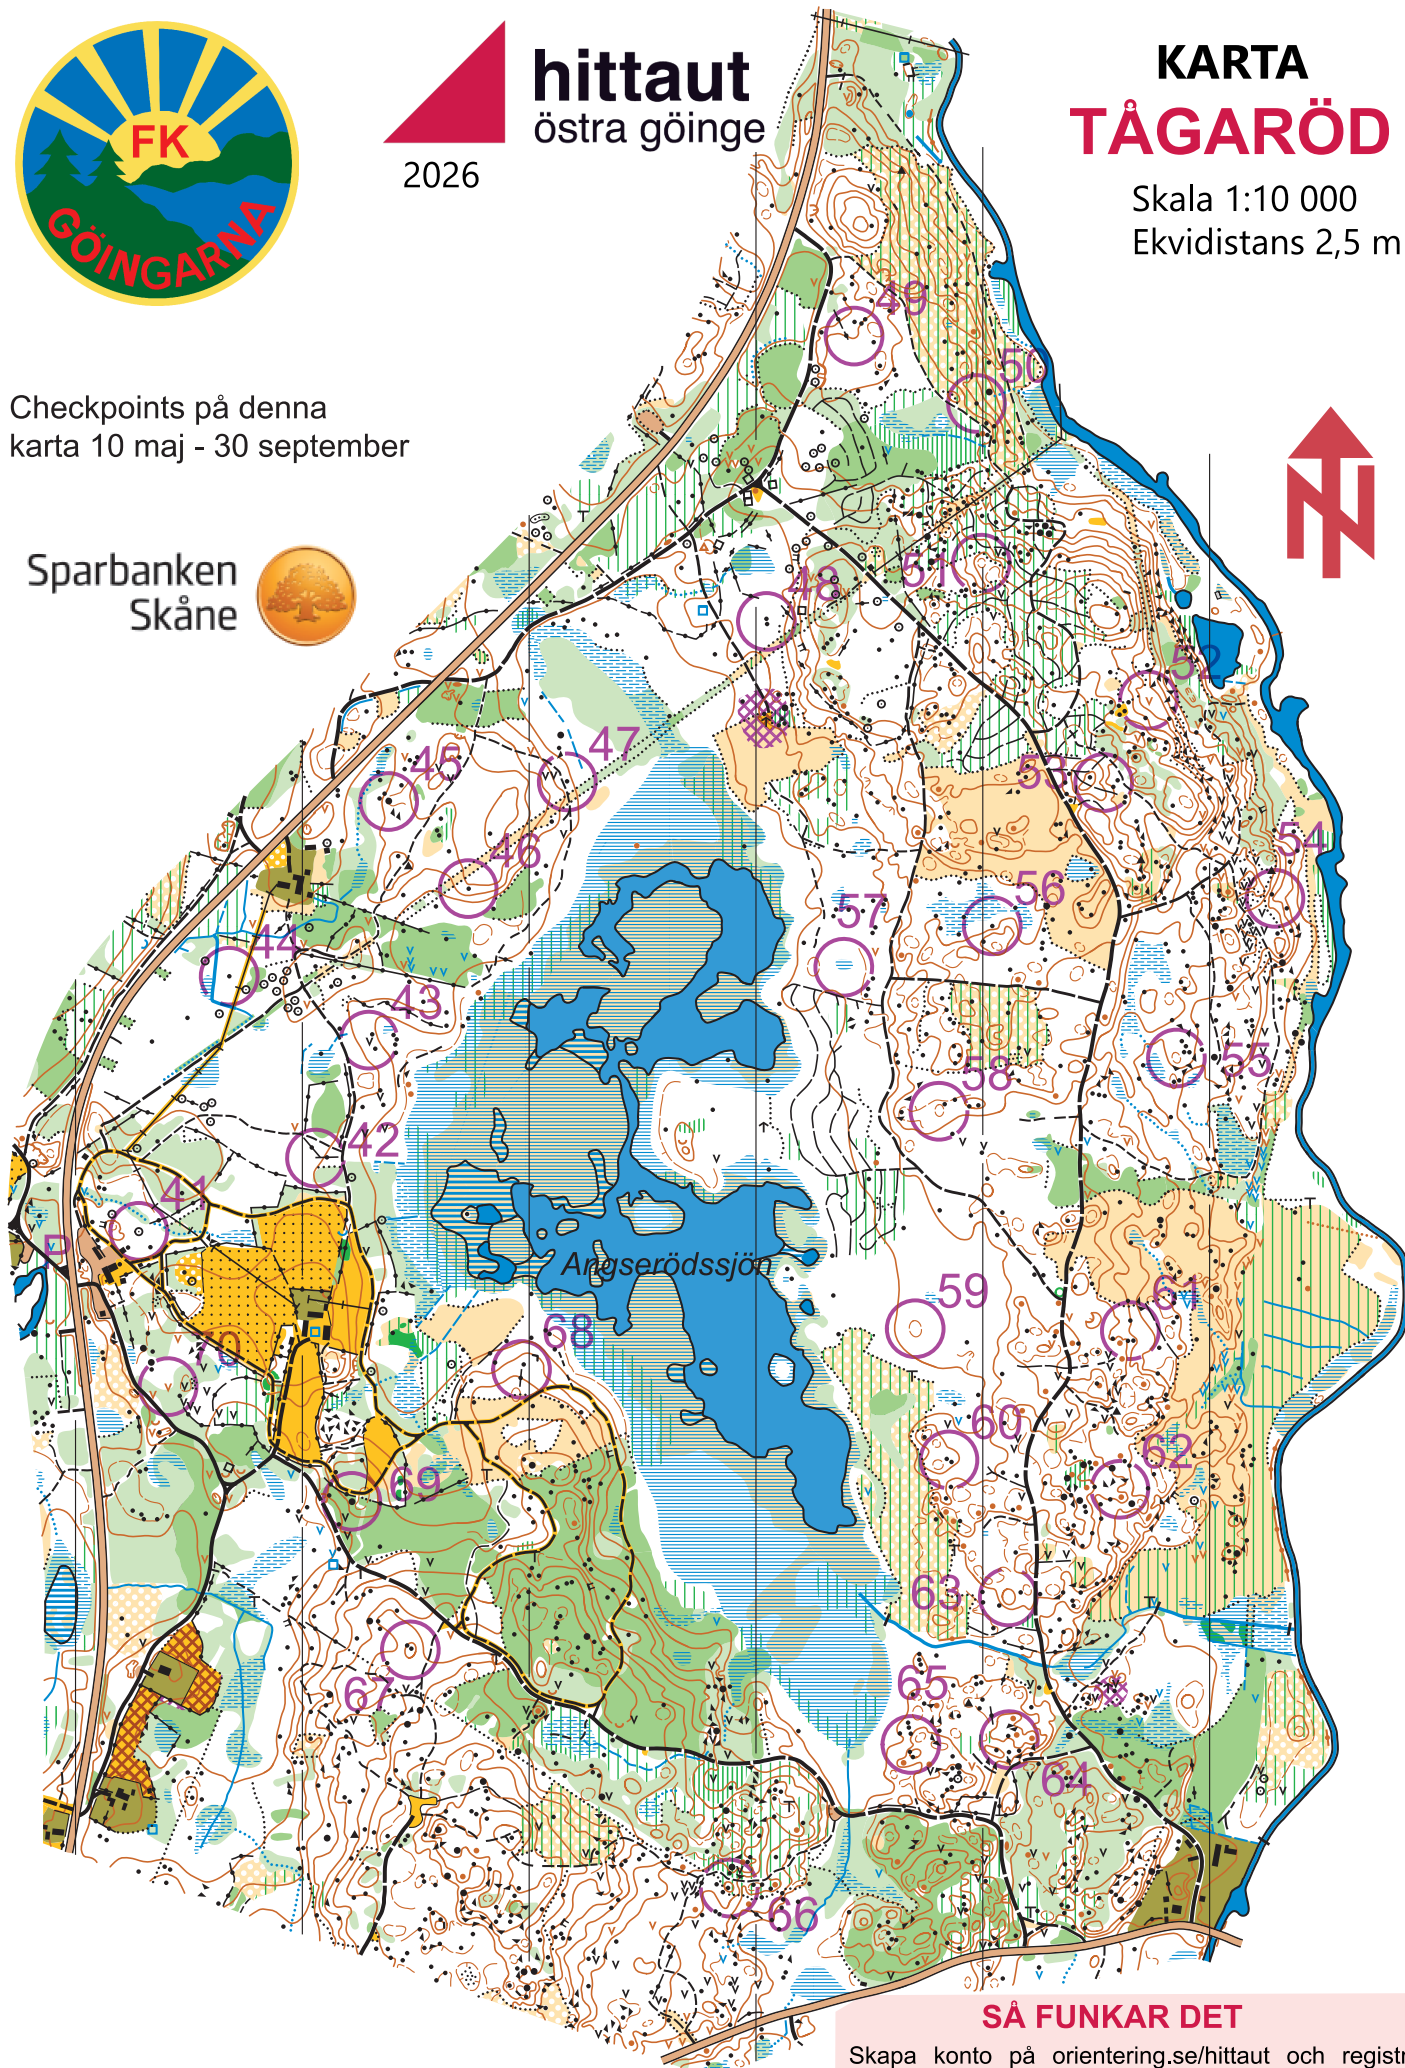 FK
GÖINGARNA
hittaut
östra göinge
2026
KARTA
TÅGARÖD
Skala 1:10 000
Ekvidistans 2,5 m
Checkpoints på denna
karta 10 maj - 30 september
Sparbanken
Skåne
N
49
50
51
48
52
47
45
53
46
54
56
57
44
43
55
58
42
41
P
Angserödssjön
59
61
68
70
60
62
69
63
65
67
64
66
SÅ FUNKAR DET
Skapa konto på orientering.se/hittaut och registr